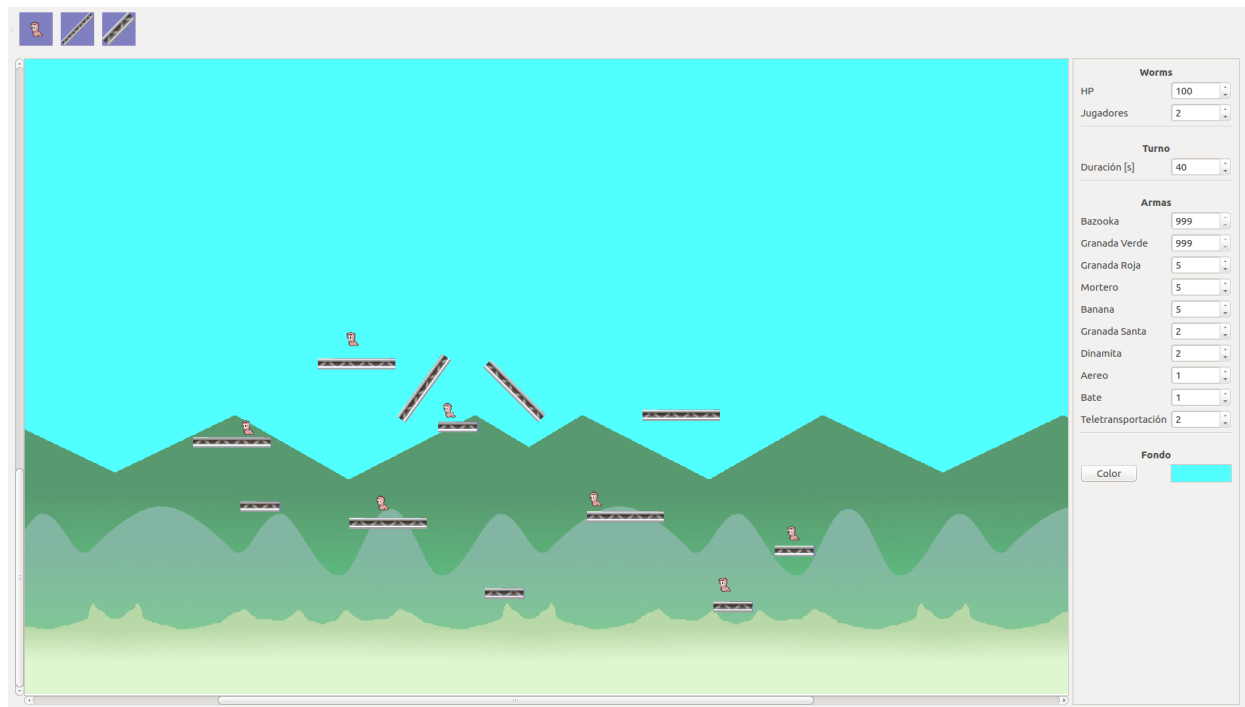 Worms
HP 100
Jugadores 2
Turno
Duración [s] 40
Armas
Bazooka 999
Granada Verde 999
Granada Roja 5
Mortero 5
Banana 5
Granada Santa 2
Dinamita 2
Aereo 1
Bate 1
Teletransportación 2
Fondo
Color